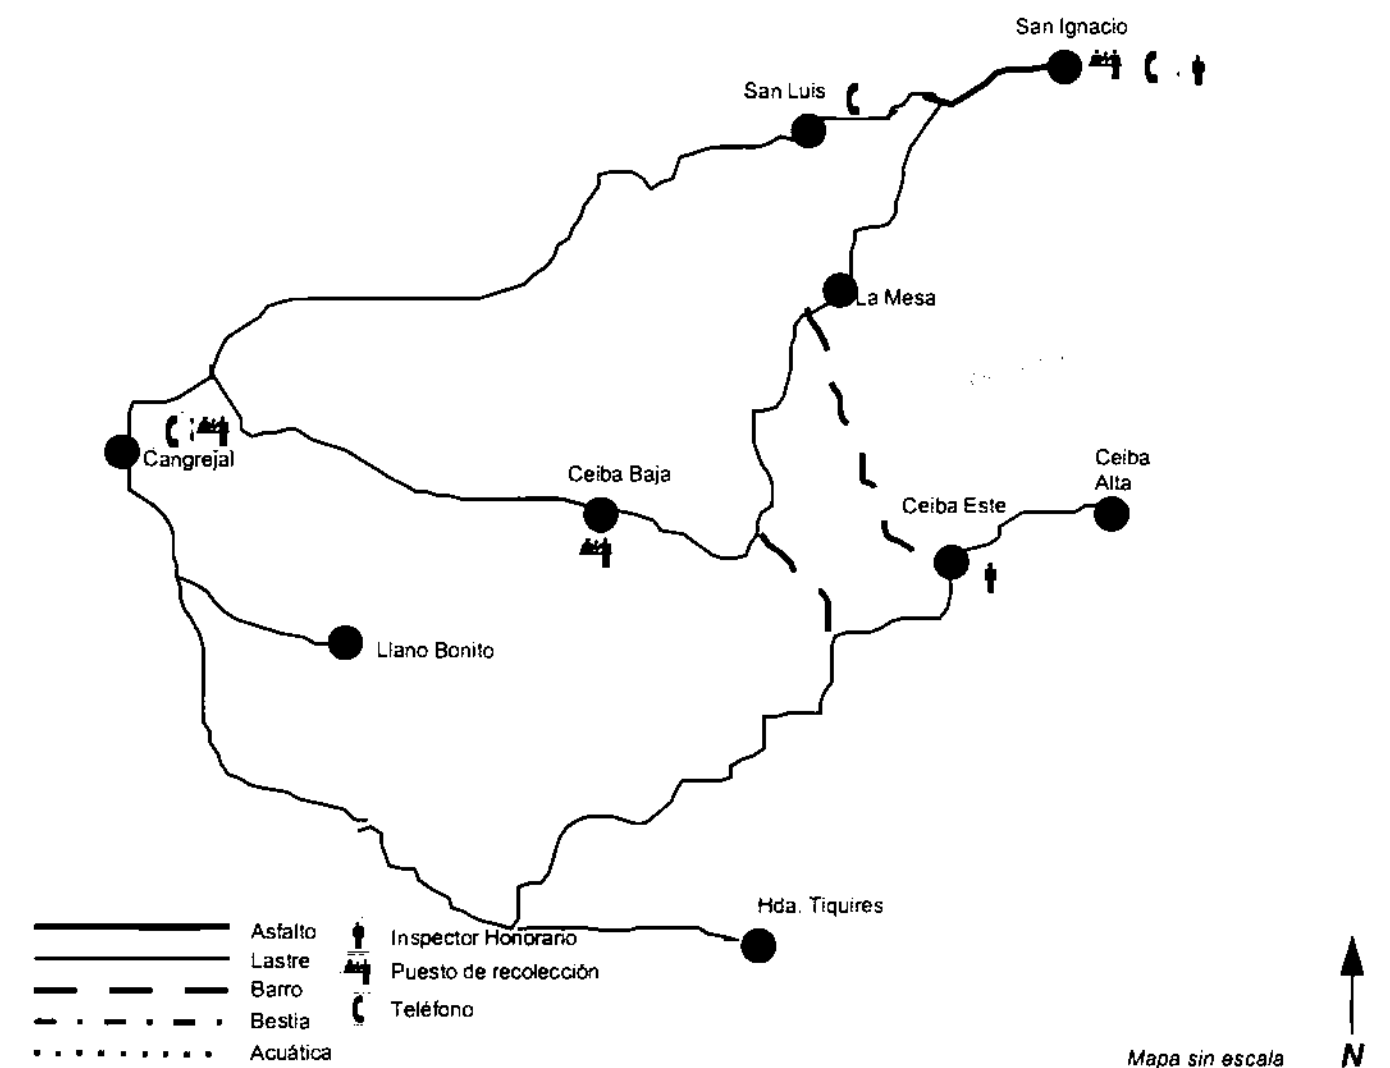 San Ignacio
San Luis
La Mesa
Cangrejal
Ceiba Baja
Ceiba
Alta
Ceiba Este
Llano Bonito
Hda. Tiquires
Asfalto
Lastre
Barro
Bestia
Acuática
Inspector Honorario
Puesto de recolección
Teléfono
Mapa sin escala
N